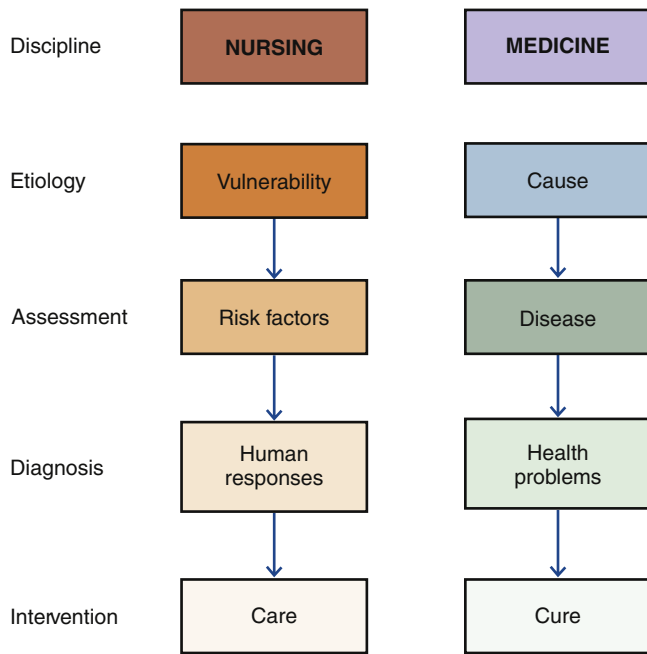 Discipline
NURSING
MEDICINE
Etiology
Vulnerability
Cause
Assessment
Risk factors
Disease
Diagnosis
Human
responses
Health
problems
Intervention
Care
Cure